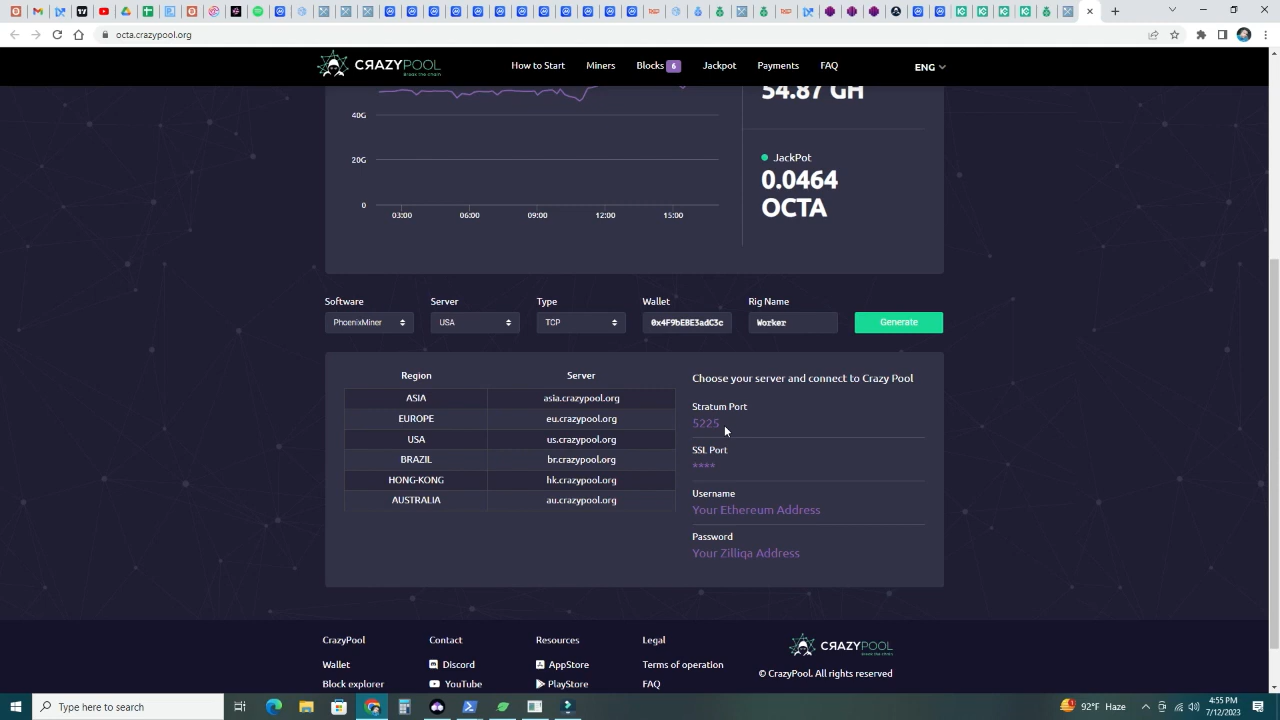 octa.crazypool.org
CRAZYPOOL
Break the chain
How to Start
Miners
Blocks 6
Jackpot
Payments
FAQ
ENG
54.87 GH
40G
20G
0
03:00
06:00
09:00
12:00
15:00
JackPot
0.0464
OCTA
Software
Server
Type
Wallet
Rig Name
PhoenixMiner
USA
TCP
Worker
Generate
Region Server
ASIA asia.crazypool.org
EUROPE eu.crazypool.org
USA us.crazypool.org
BRAZIL br.crazypool.org
HONG-KONG hk.crazypool.org
AUSTRALIA au.crazypool.org
Choose your server and connect to Crazy Pool
Stratum Port
5225
SSL Port
****
Username
Your Ethereum Address
Password
Your Zilliqa Address
CrazyPool
Wallet
Block explorer
Contact
Discord
YouTube
Resources
AppStore
PlayStore
Legal
Terms of operation
FAQ
CRAZYPOOL
Break the chain
© CrazyPool. All rights reserved
Type here to search
92°F Haze
4:55 PM
7/12/2023